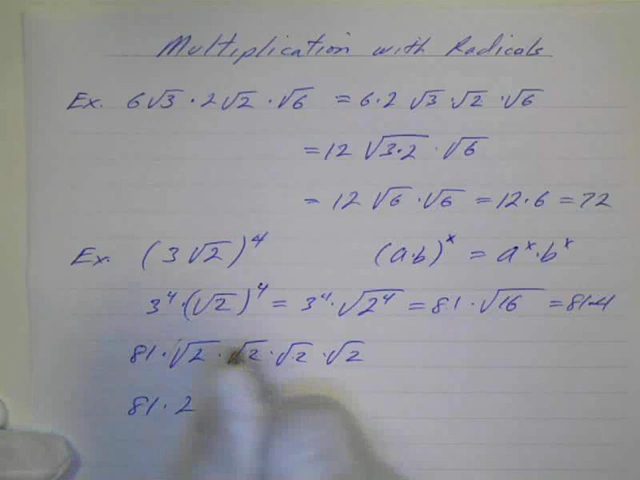 Multiplication with Radicals
Ex. 6√3 · 2√2 · √6 = 6·2 √3 · √2 · √6
= 12 √3·2 · √6
= 12 √6 · √6 = 12·6 = 72
Ex. (3√2)⁴ (a·b)ˣ = aˣ·bˣ
3⁴·(√2)⁴ = 3⁴·√2⁴ = 81·√16 = 81·4
81·√2 · √2 · √2 · √2
81·2